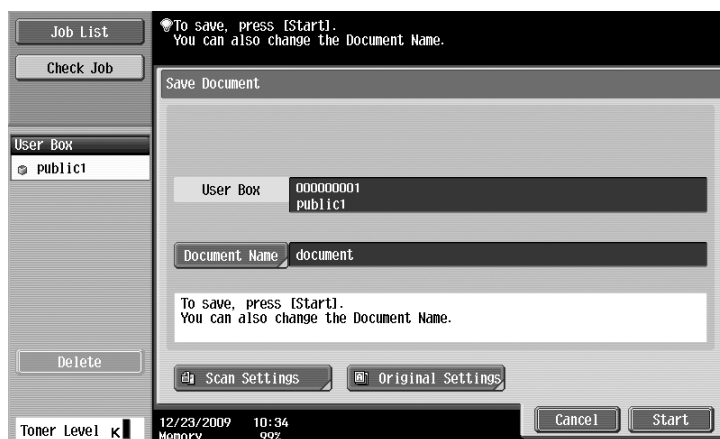 Job List
Check Job
User Box
public1
Delete
Toner Level K
To save, press [Start].
You can also change the Document Name.
Save Document
User Box 000000001
public1
Document Name document
To save, press [Start].
You can also change the Document Name.
Scan Settings Original Settings
12/23/2009 10:34
Memory 99%
Cancel Start